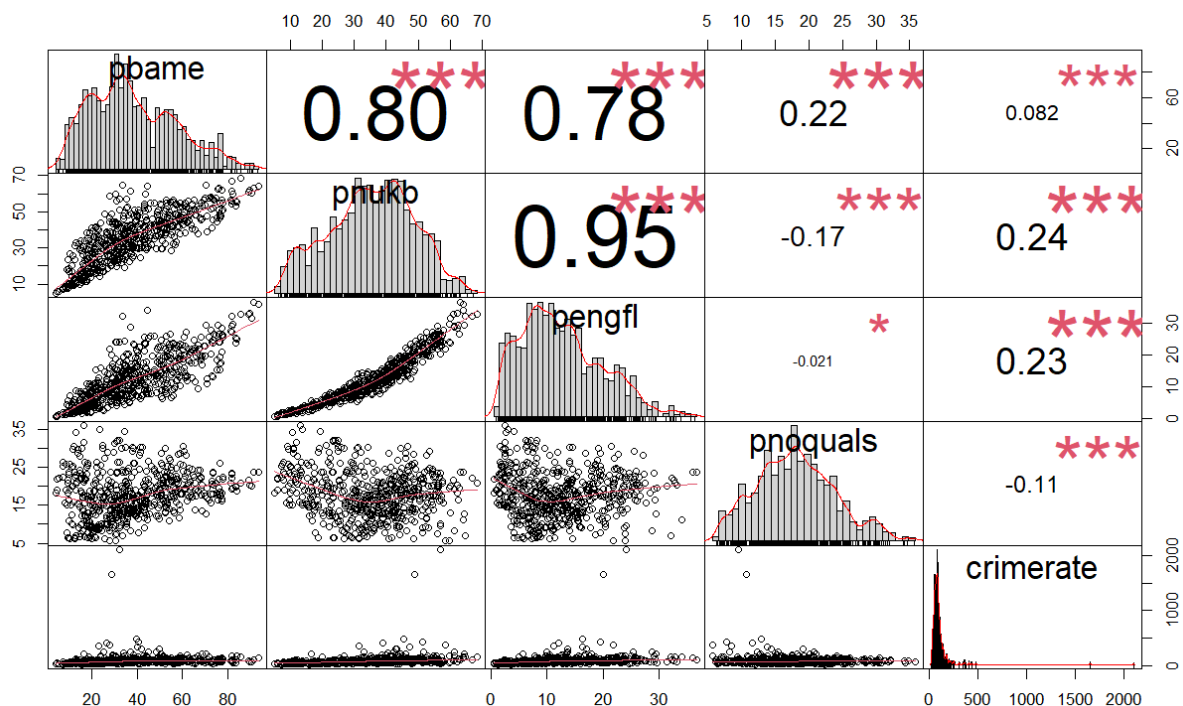 10 20 30 40 50 60 70 5 10 15 20 25 30 35
pbame *** 0.80 *** 0.78 *** 0.22 *** 0.082 60 20
70 50 30 10 pnukb *** 0.95 *** -0.17 *** 0.24
pengfl * -0.021 *** 0.23 30 20 10 0
35 25 15 5 pnoquals *** -0.11
crimerate 2000 1000 0
20 40 60 80 0 10 20 30 0 500 1000 1500 2000